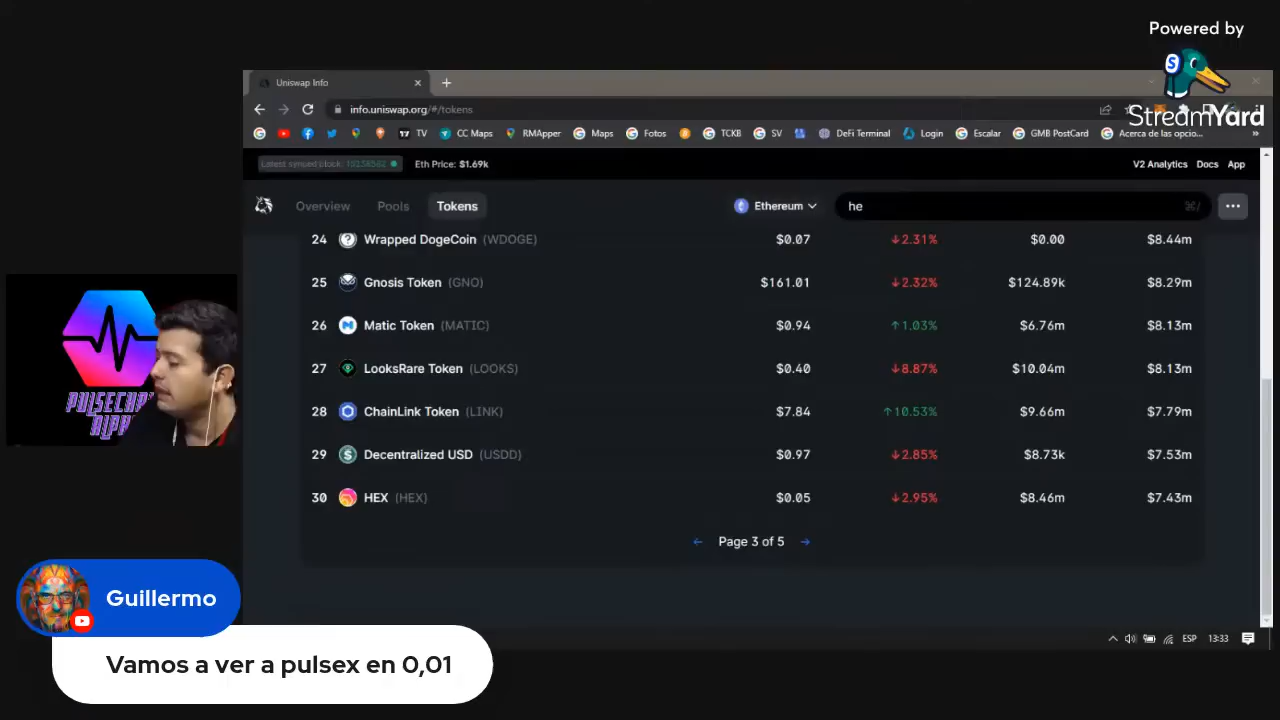 Powered by
StreamYard
Uniswap Info
info.uniswap.org/#/tokens
TV CC Maps RMApper Maps Fotos TCKB SV DeFi Terminal Login Escalar GMB PostCard Acerca de las opcio... »
Latest synced block: Eth Price: $1.69k V2 Analytics Docs App
Overview Pools Tokens Ethereum he ⌘/ ...
24 Wrapped DogeCoin (WDOGE) $0.07 ↓2.31% $0.00 $8.44m
25 Gnosis Token (GNO) $161.01 ↓2.32% $124.89k $8.29m
26 Matic Token (MATIC) $0.94 ↑1.03% $6.76m $8.13m
27 LooksRare Token (LOOKS) $0.40 ↓8.87% $10.04m $8.13m
28 ChainLink Token (LINK) $7.84 ↑10.53% $9.66m $7.79m
29 Decentralized USD (USDD) $0.97 ↓2.85% $8.73k $7.53m
30 HEX (HEX) $0.05 ↓2.95% $8.46m $7.43m
← Page 3 of 5 →
ESP 13:33
Guillermo
Vamos a ver a pulsex en 0,01